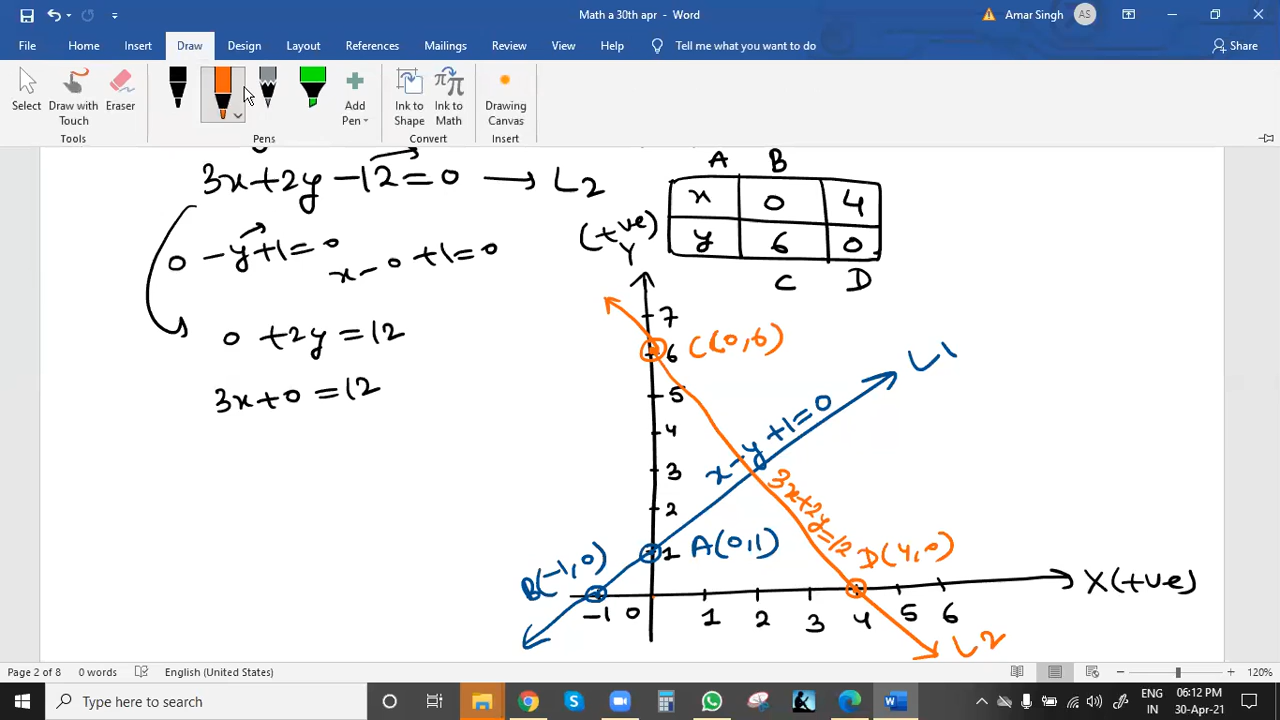 Math a 30th apr - Word
Amar Singh AS
File Home Insert Draw Design Layout References Mailings Review View Help Tell me what you want to do Share
Select Draw with Touch Eraser Add Pen Ink to Shape Ink to Math Drawing Canvas
Tools Pens Convert Insert
3x+2y-12=0 → L2
0 -y+1=0
x-0+1=0
0 +2y=12
3x+0=12
A B
x 0 4
y 6 0
C D
(+ve)
Y
7
6 C(0,6)
5
4
3
2
1 A(0,1)
L1
x-y+1=0
3x+2y=12
D(4,0)
B(-1,0)
-1 0 1 2 3 4 5 6
X(+ve)
L2
Page 2 of 8 0 words English (United States) 120%
Type here to search
ENG
IN
06:12 PM
30-Apr-21